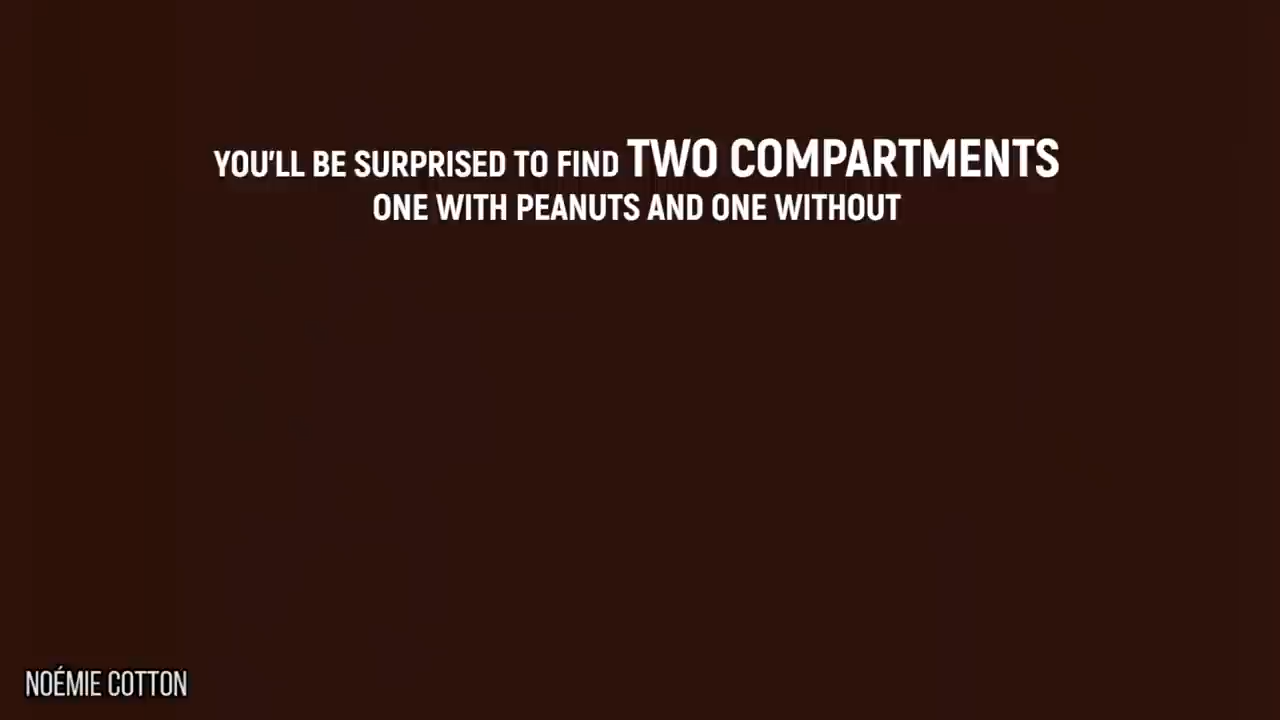 YOU'LL BE SURPRISED TO FIND TWO COMPARTMENTS
ONE WITH PEANUTS AND ONE WITHOUT
NOÉMIE COTTON